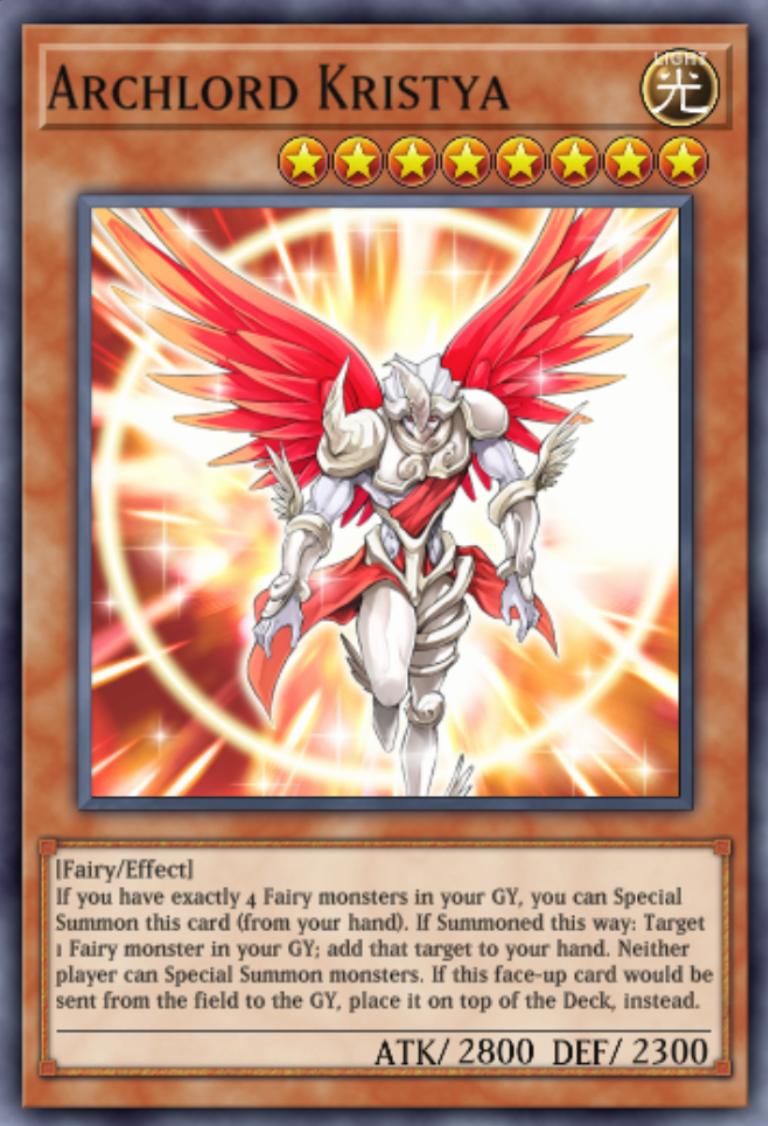 Archlord Kristya
LIGHT
光
[Fairy/Effect]
If you have exactly 4 Fairy monsters in your GY, you can Special
Summon this card (from your hand). If Summoned this way: Target
1 Fairy monster in your GY; add that target to your hand. Neither
player can Special Summon monsters. If this face-up card would be
sent from the field to the GY, place it on top of the Deck, instead.
ATK/ 2800 DEF/ 2300